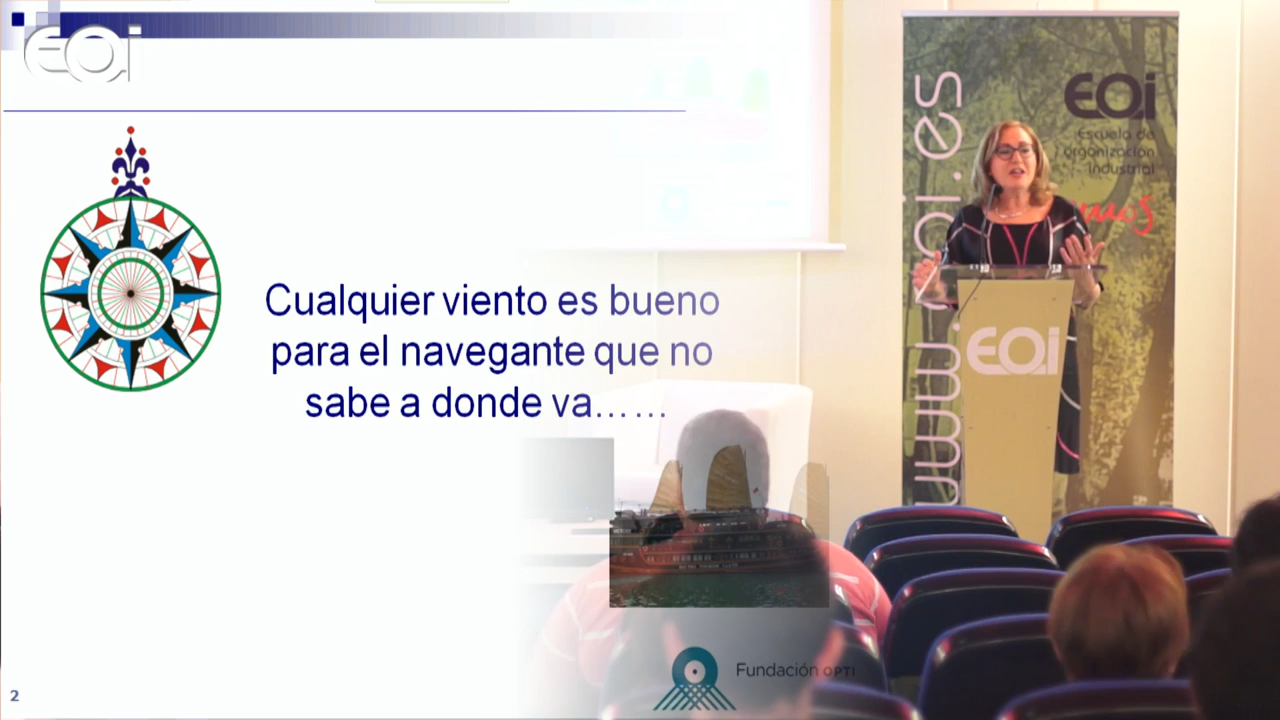 EOi
Cualquier viento es bueno
para el navegante que no
sabe a donde va……
Fundación OPTI
2
www.eoi.es
EOi
Escuela de
organización
industrial
mos
EOi